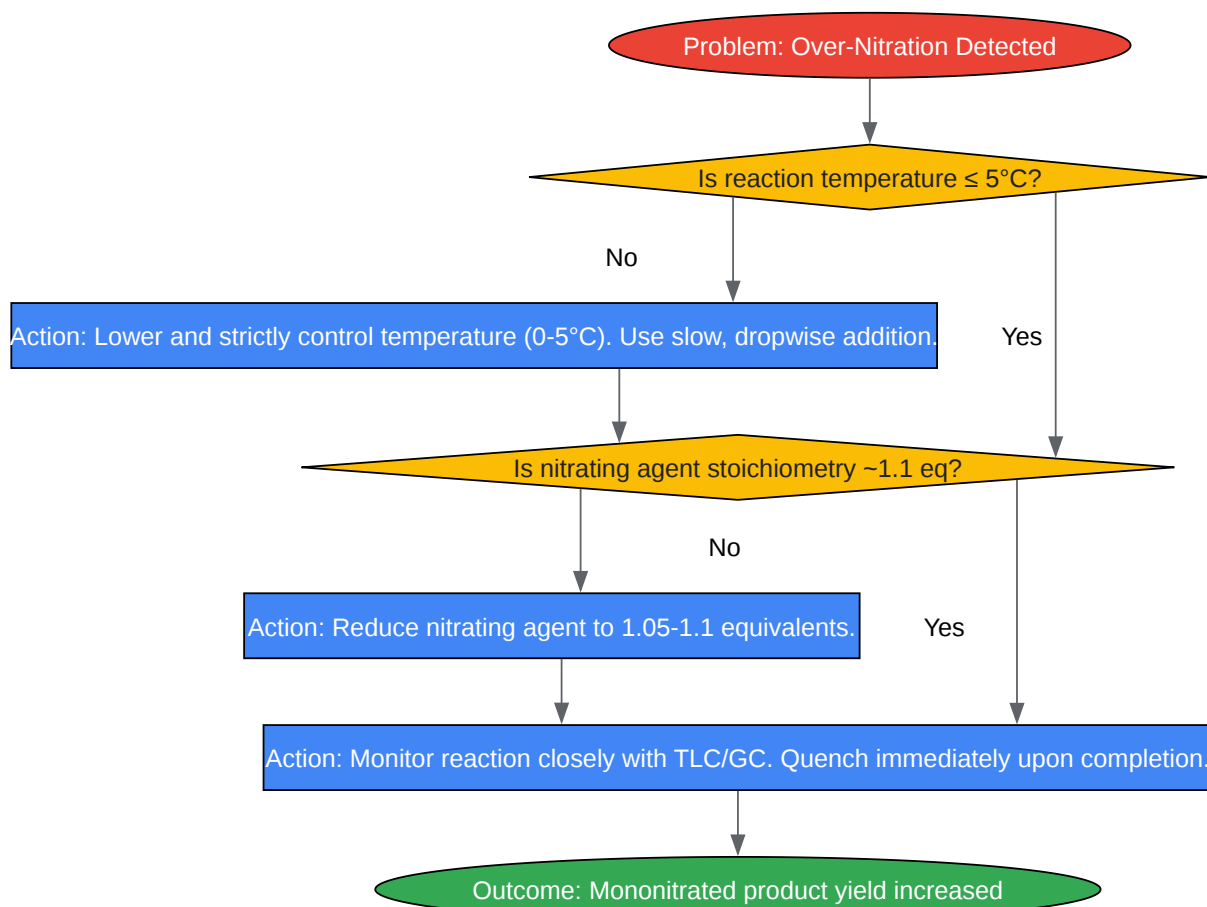 Problem: Over-Nitration Detected
Is reaction temperature ≤ 5°C?
No
Action: Lower and strictly control temperature (0-5°C). Use slow, dropwise addition.
Yes
Is nitrating agent stoichiometry ~1.1 eq?
No
Action: Reduce nitrating agent to 1.05-1.1 equivalents.
Yes
Action: Monitor reaction closely with TLC/GC. Quench immediately upon completion.
Outcome: Mononitrated product yield increased